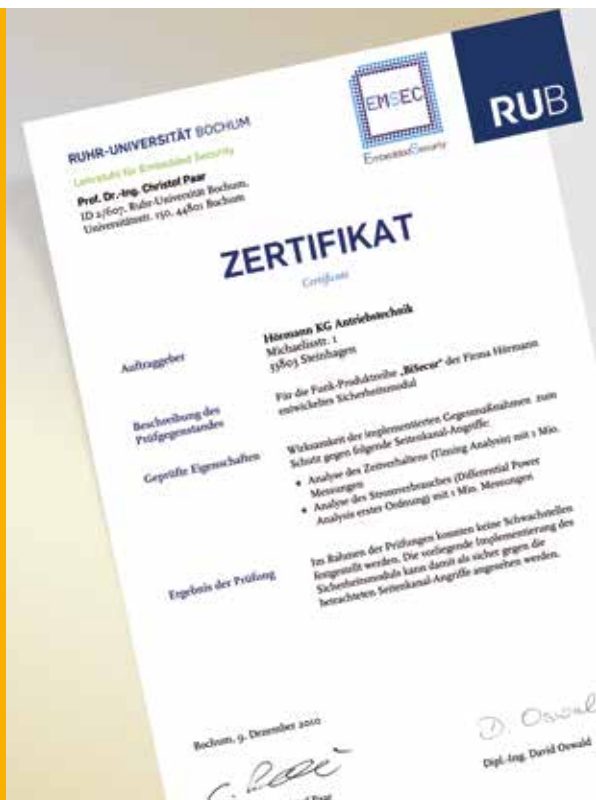 RUHR-UNIVERSITÄT BOCHUM
Lehrstuhl für Embedded Security
Prof. Dr.-Ing. Christof Paar
ID 2/607, Ruhr-Universität Bochum,
Universitätsstr. 150, 44801 Bochum
EMSEC
Embedded Security
RUB
ZERTIFIKAT
Certificate
Auftraggeber
Hörmann KG Antriebstechnik
Michaelisstr. 1
33803 Steinhagen
Beschreibung des
Prüfgegenstandes
Für die Funk-Produktreihe „BiSecur“ der Firma Hörmann
entwickeltes Sicherheitsmodul
Geprüfte Eigenschaften
Wirksamkeit der implementierten Gegenmaßnahmen zum
Schutz gegen folgende Seitenkanal-Angriffe:
• Analyse des Zeitverhaltens (Timing Analysis) mit 1 Mio.
Messungen
• Analyse des Stromverbrauches (Differential Power
Analysis erster Ordnung) mit 1 Mio. Messungen
Ergebnis der Prüfung
Im Rahmen der Prüfungen konnten keine Schwachstellen
festgestellt werden. Die vorliegende Implementierung des
Sicherheitsmoduls kann damit als sicher gegen die
betrachteten Seitenkanal-Angriffe angesehen werden.
Bochum, 9. Dezember 2010
D. Oswald
Dipl.-Ing. David Oswald
Paar